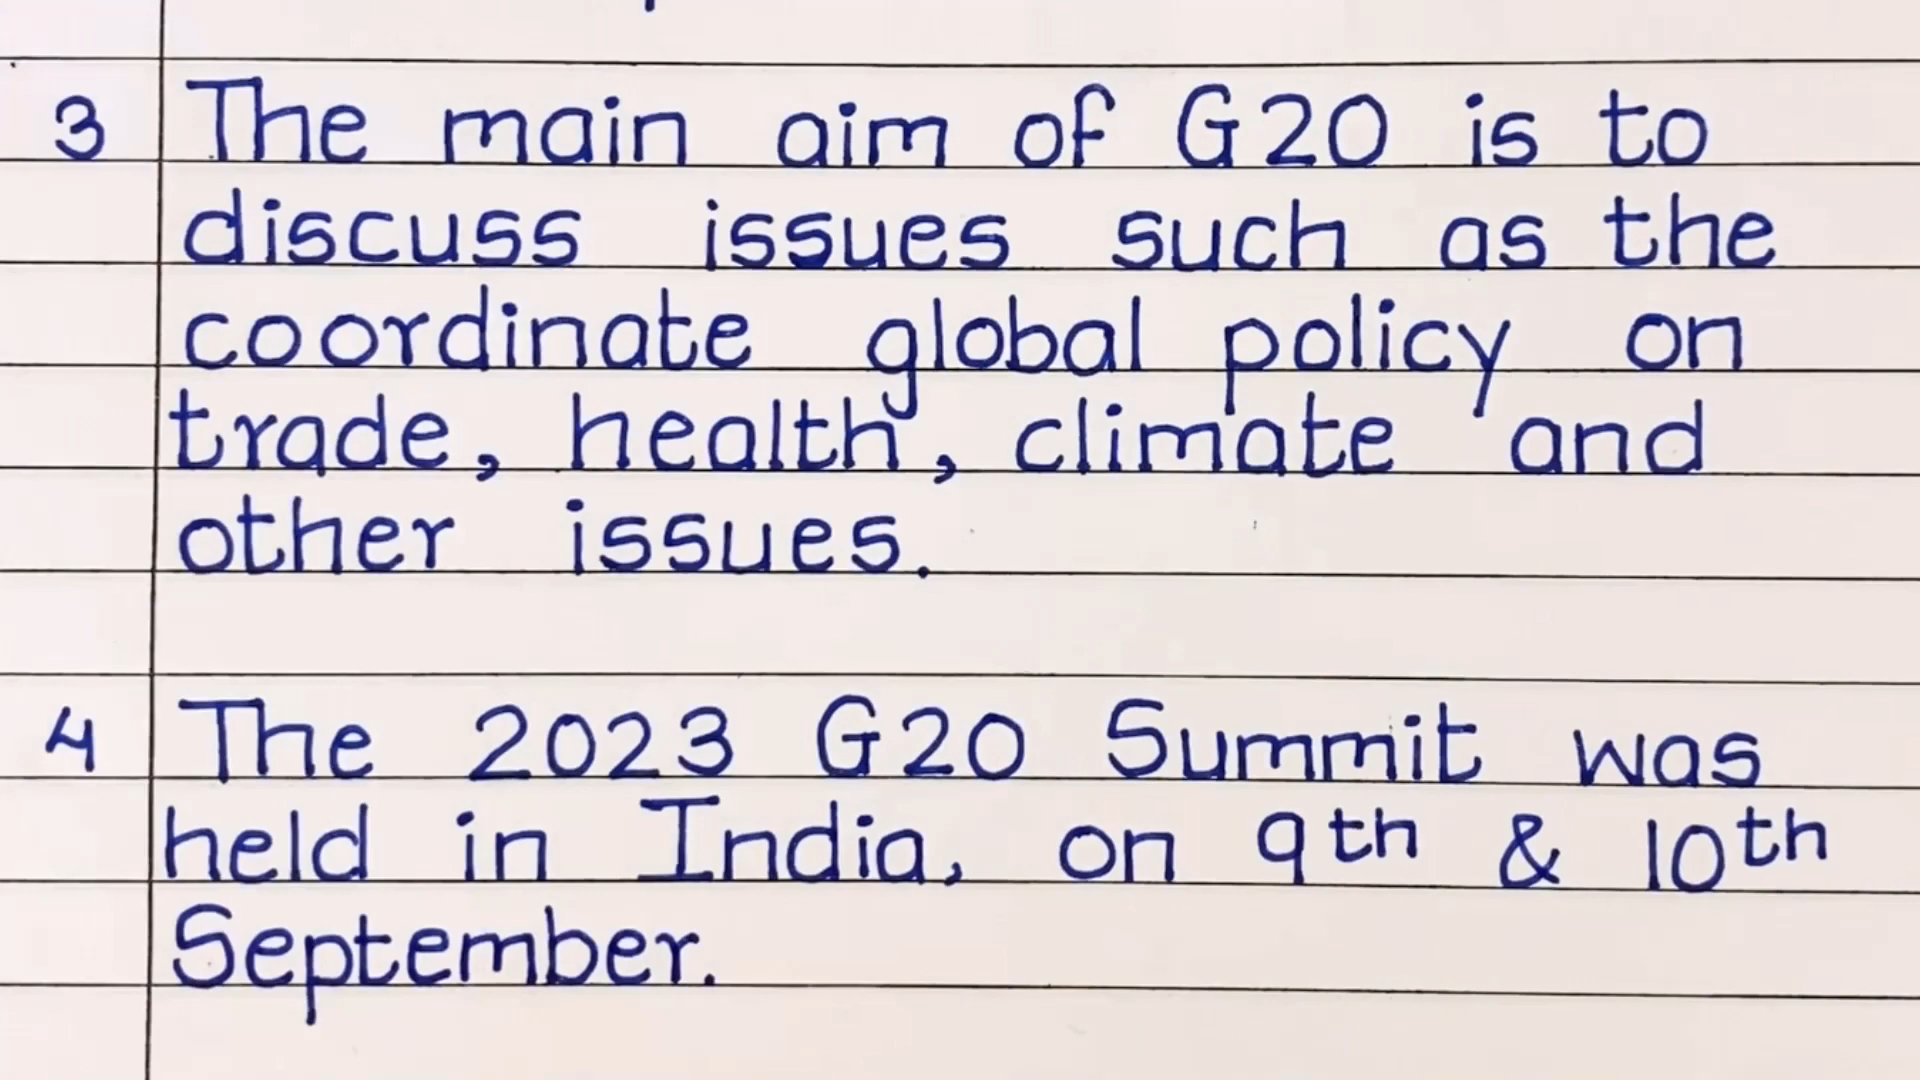 3 The main aim of G20 is to
discuss issues such as the
coordinate global policy on
trade, health, climate and
other issues.
4 The 2023 G20 Summit was
held in India, on 9th & 10th
September.